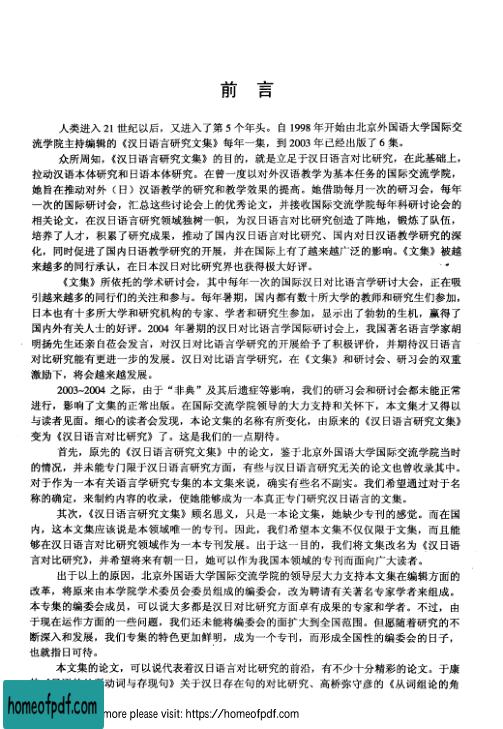 前 言
人类进入 21 世纪以后，又进入了第 5 个年头。自 1998 年开始由北京外国语大学国际交
流学院主持编辑的《汉日语言研究文集》每年一集，到 2003 年已经出版了 6 集。
众所周知，《汉日语言研究文集》的目的，就是立足于汉日语言对比研究，在此基础上，
拉动汉语本体研究和日语本体研究。在曾一度以对外汉语教学为基本任务的国际交流学院，
她旨在推动对外（日）汉语教学的研究和教学效果的提高。她借助每月一次的研习会，每年
一次的国际研讨会，汇总这些讨论会上的优秀论文，并接收国际交流学院每年科研讨论会的
相关论文，在汉日语言研究领域独树一帜，为汉日语言对比研究创造了阵地，锻炼了队伍，
培养了人才，积累了研究成果，推动了国内汉日语言对比研究、国内对日汉语教学研究的深
化，同时促进了国内日语教学研究的开展，并在国际上有了越来越广泛的影响。《文集》被越
来越多的同行承认，在日本汉日对比研究界也获得极大好评。
《文集》所依托的学术研讨会，其中每年一次的国际汉日对比语言学研讨大会，正在吸
引越来越多的同行们的关注和参与。每年暑期，国内都有数十所大学的教师和研究生们参加，
日本也有十多所大学和研究机构的专家、学者和研究生参加，显示出了勃勃的生机，赢得了
国内外有关人士的好评。2004 年暑期的汉日对比语言学国际研讨会上，我国著名语言学家胡
明扬先生还亲自莅会发言，对汉日对比语言学研究的开展给予了积极评价，并期待汉日语言
对比研究能有更进一步的发展。汉日对比语言学研究，在《文集》和研讨会、研习会的双重
激励下，将会越来越发展。
2003~2004 之际，由于“非典”及其后遗症等影响，我们的研习会和研讨会都未能正常
进行，影响了文集的正常出版。在国际交流学院领导的大力支持和关怀下，本文集才又得以
与读者见面。细心的读者会发现，本论文集的名称有所变化，由原来的《汉日语言研究文集》
变为《汉日语言对比研究》了。这是我们的一点期待。
首先，原先的《汉日语言研究文集》中的论文，鉴于北京外国语大学国际交流学院当时
的情况，并未能专门限于汉日语言研究方面，有些与汉日语言研究无关的论文也曾收录其中。
对于作为一本有关语言学研究专集的本文集来说，确实有些名不副实。我们希望通过对于名
称的确定，来制约内容的收录，使她能够成为一本真正专门研究汉日语言的文集。
其次，《汉日语言研究文集》顾名思义，只是一本论文集，她缺少专刊的感觉。而在国
内，这本文集应该说是本领域唯一的专刊。因此，我们希望本文集不仅仅限于文集，而且能
够在汉日语言对比研究领域作为一本专刊发展。出于这一目的，我们将文集改名为《汉日语
言对比研究》，并希望将来有朝一日，她可以作为我国本领域的专刊而面向广大读者。
出于以上的原因，北京外国语大学国际交流学院的领导层大力支持本文集在编辑方面的
改革，将原来由本学院学术委员会委员组成的编委会，改为聘请有关著名专家学者来组成。
本专集的编委会成员，可以说大多都是汉日对比研究方面卓有成果的专家和学者。不过，由
于现在运作方面的一些问题，我们还未能将编委会的面扩大到全国范围。但愿随着研究的不
断深入和发展，我们专集的特色更加鲜明，成为一个专刊，而形成全国性的编委会的日子，
也就指日可待。
本文集的论文，可以说代表着汉日语言对比研究的前沿，有不少十分精彩的论文。于康
动词与存现句》关于汉日存在句的对比研究、高桥弥守彦的《从词组论的角
homeofpdf.com
more please visit: https://homeofpdf.com